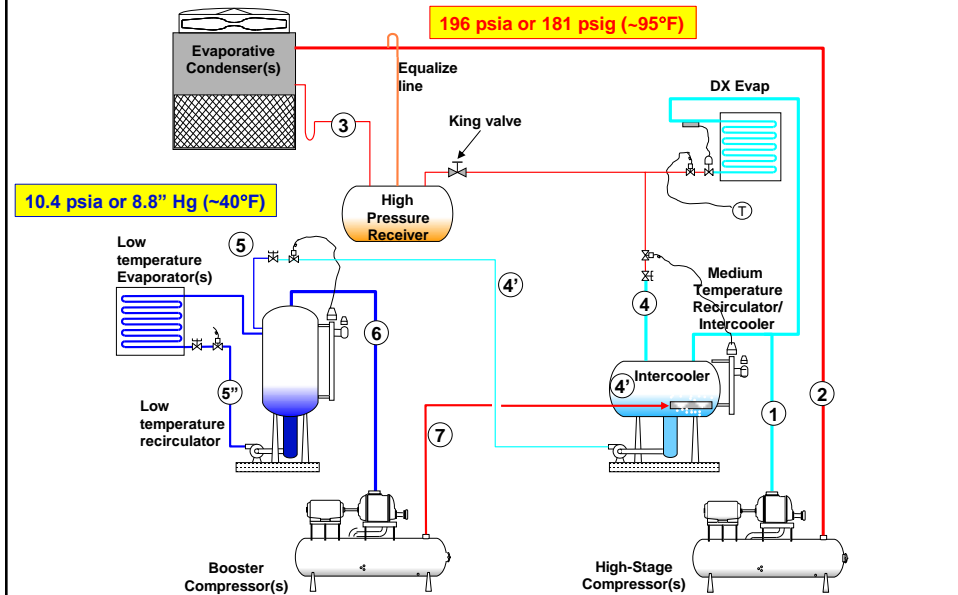 196 psia or 181 psig (~95°F)
Evaporative
Condenser(s)
Equalize
line
DX Evap
3
King valve
10.4 psia or 8.8” Hg (~40°F)
High
Pressure
Receiver
T
Low
temperature
Evaporator(s)
5
4’
4
Medium
Temperature
Recirculator/
Intercooler
6
Intercooler
4’
5”
Low
temperature
recirculator
7
1
2
Booster
Compressor(s)
High-Stage
Compressor(s)